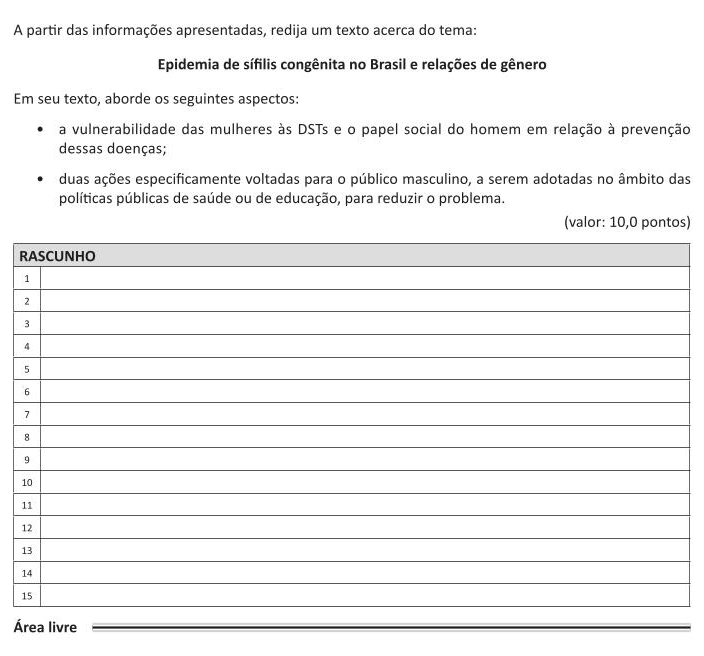 A partir das informações apresentadas, redija um texto acerca do tema:
Epidemia de sífilis congênita no Brasil e relações de gênero
Em seu texto, aborde os seguintes aspectos:
• a vulnerabilidade das mulheres às DSTs e o papel social do homem em relação à prevenção
dessas doenças;
• duas ações especificamente voltadas para o público masculino, a serem adotadas no âmbito das
políticas públicas de saúde ou de educação, para reduzir o problema.
(valor: 10,0 pontos)
RASCUNHO
1
2
3
4
5
6
7
8
9
10
11
12
13
14
15
Área livre